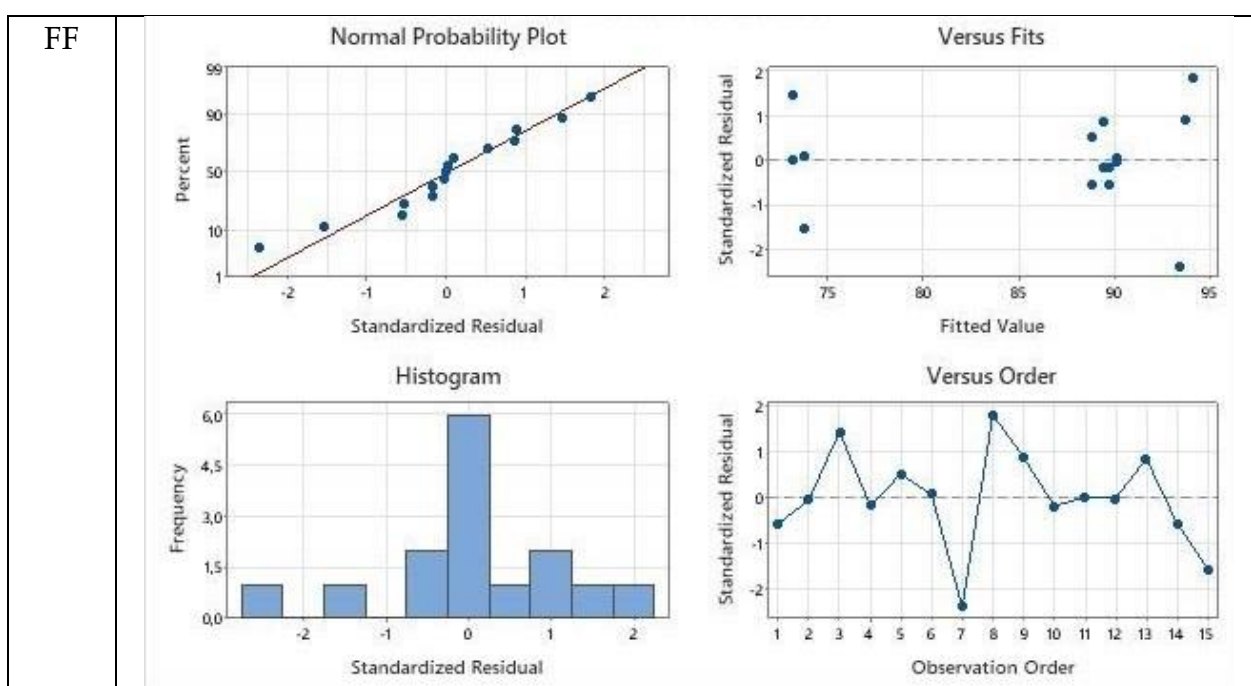 FF
Normal Probability Plot
99
90
50
10
1
Percent
-2 -1 0 1 2
Standardized Residual
Versus Fits
2
1
0
-1
-2
Standardized Residual
75 80 85 90 95
Fitted Value
Histogram
6,0
4,5
3,0
1,5
0,0
Frequency
-2 -1 0 1 2
Standardized Residual
Versus Order
2
1
0
-1
-2
Standardized Residual
1 2 3 4 5 6 7 8 9 10 11 12 13 14 15
Observation Order